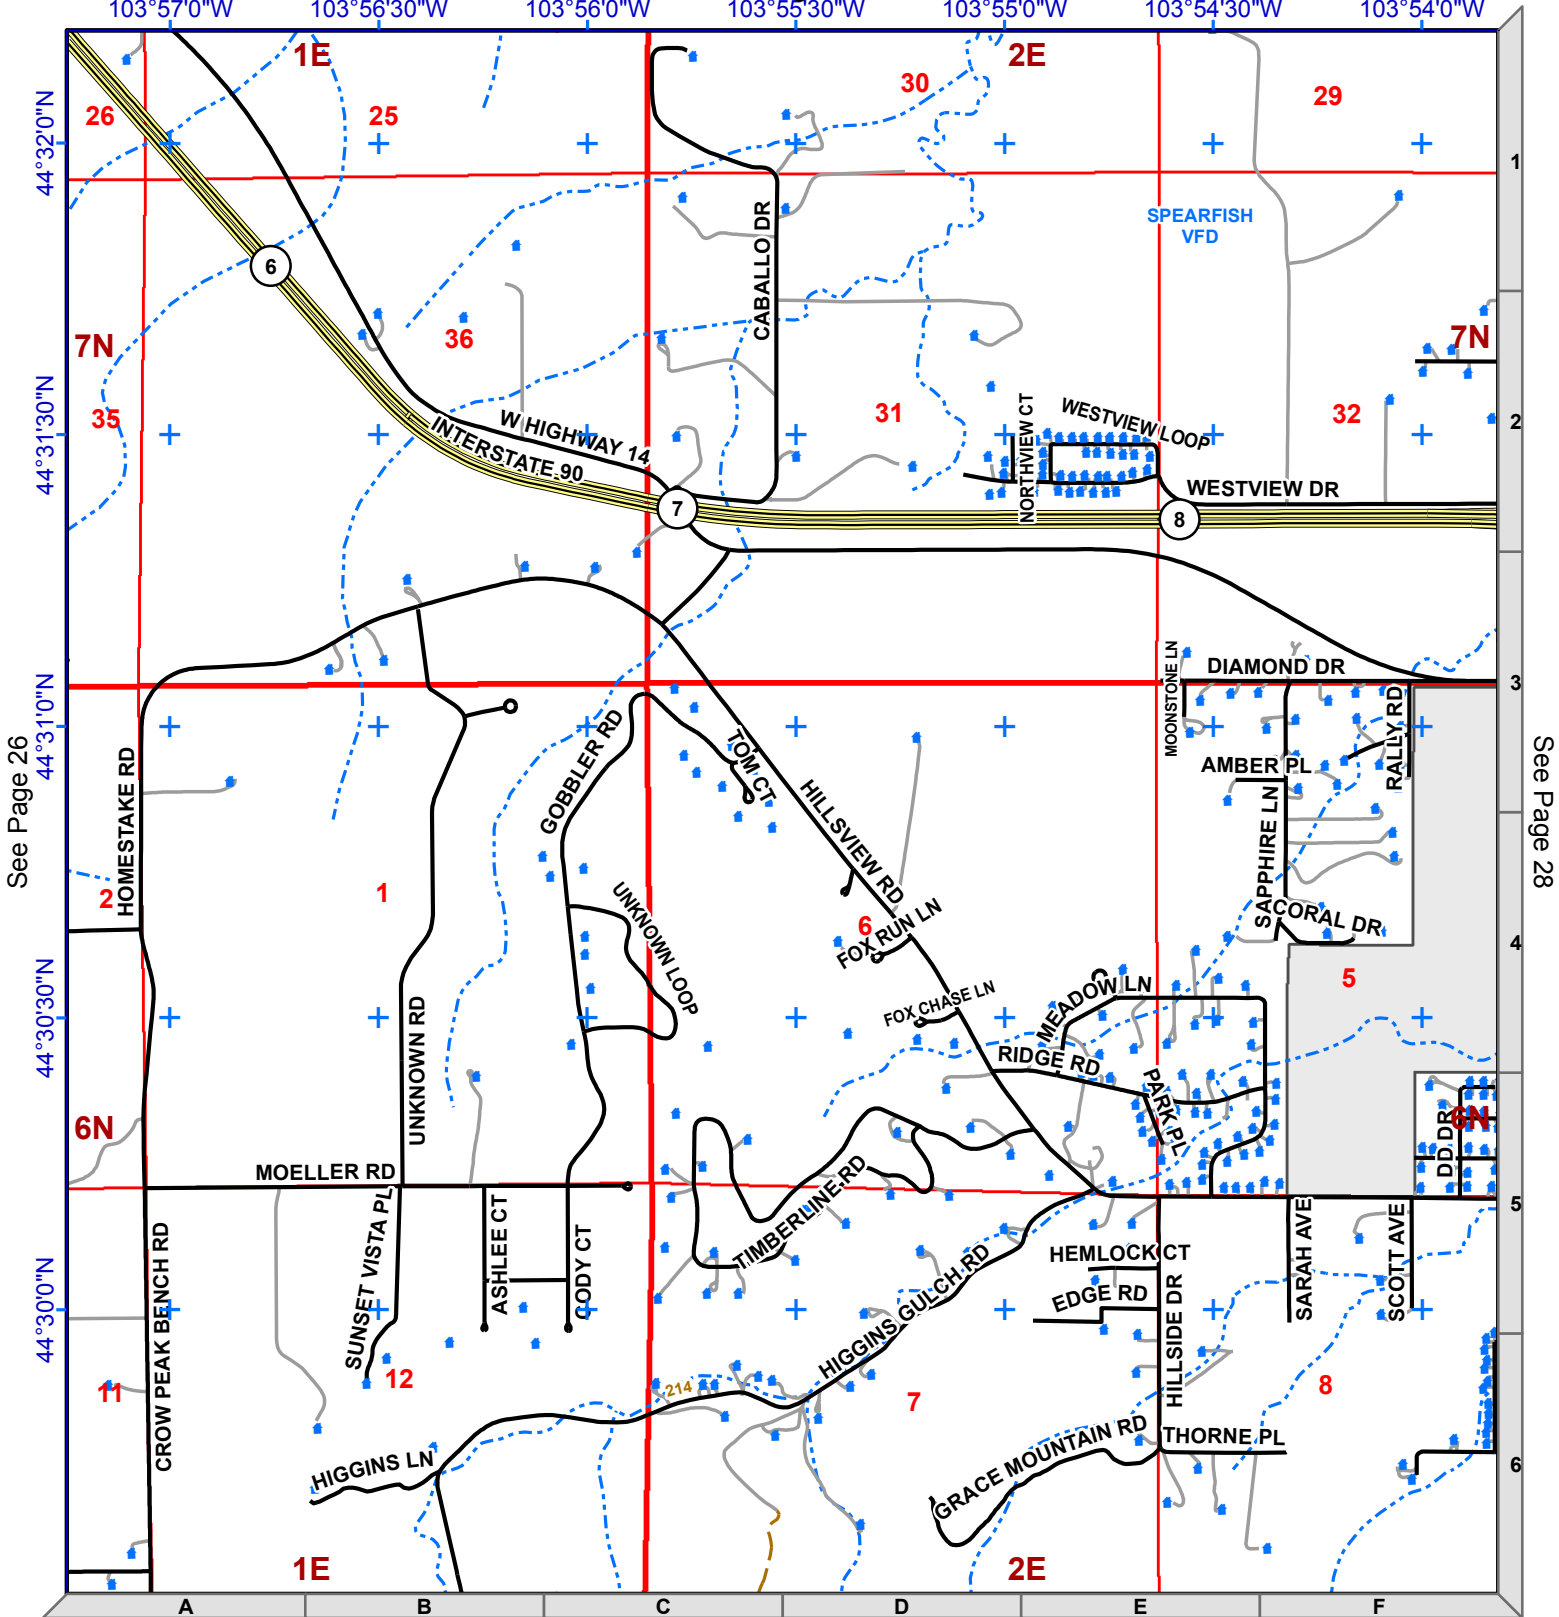 103°57'0"W
103°56'30"W
103°56'0"W
103°55'30"W
103°55'0"W
103°54'30"W
103°54'0"W
1E
2E
26
25
30
29
44°32'0"N
1
SPEARFISH
VFD
CABALLO DR
6
7N
36
7N
35
31
32
2
44°31'30"N
W HIGHWAY 14
INTERSTATE 90
NORTHVIEW CT
WESTVIEW LOOP
WESTVIEW DR
7
8
MOONSTONE LN
DIAMOND DR
3
44°31'0"N
RALLY RD
HOMESTAKE RD
GOBBLER RD
TOM CT
AMBER PL
See Page 26
See Page 28
HILLSVIEW RD
SAPPHIRE LN
2
1
UNKNOWN LOOP
6
FOX RUN LN
CORAL DR
4
5
44°30'30"N
UNKNOWN RD
FOX CHASE LN
MEADOW LN
RIDGE RD
PARK PL
6N
6N
DD DR
MOELLER RD
TIMBERLINE RD
5
CROW PEAK BENCH RD
SUNSET VISTA PL
ASHLEE CT
CODY CT
HIGGINS GULCH RD
HEMLOCK CT
EDGE RD
HILLSIDE DR
SARAH AVE
SCOTT AVE
44°30'0"N
11
12
214
7
8
HIGGINS LN
GRACE MOUNTAIN RD
THORNE PL
6
1E
2E
A
B
C
D
E
F